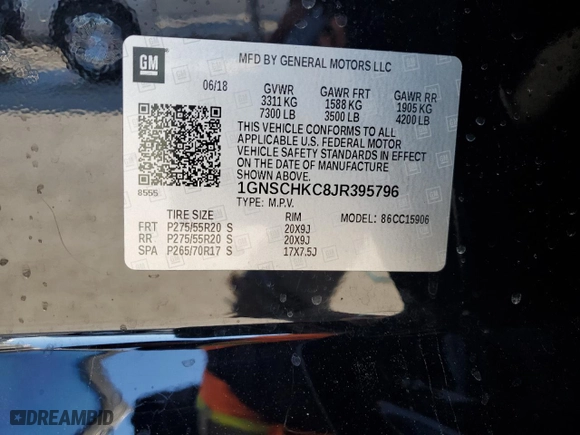 GM
MFD BY GENERAL MOTORS LLC
06/18 GVWR GAWR FRT GAWR RR
3311 KG 1588 KG 1905 KG
7300 LB 3500 LB 4200 LB
THIS VEHICLE CONFORMS TO ALL
APPLICABLE U.S. FEDERAL MOTOR
VEHICLE SAFETY STANDARDS IN EFFECT
ON THE DATE OF MANUFACTURE
SHOWN ABOVE.
8555 1GNSCHKC8JR395796
TYPE: M.P.V. MODEL: 86CC15906
TIRE SIZE RIM
FRT P275/55R20 S 20X9J
RR P275/55R20 S 20X9J
SPA P265/70R17 S 17X7.5J
DREAMBID